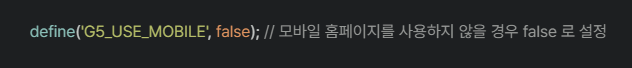 define('G5_USE_MOBILE', false); // 모바일 홈페이지를 사용하지 않을 경우 false 로 설정